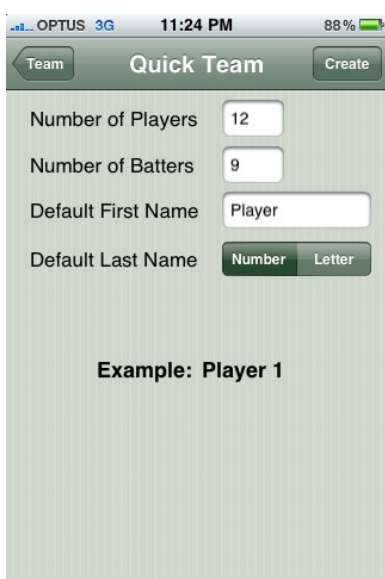 OPTUS 3G 11:24 PM 88%
Team Quick Team Create
Number of Players 12
Number of Batters 9
Default First Name Player
Default Last Name Number Letter
Example: Player 1